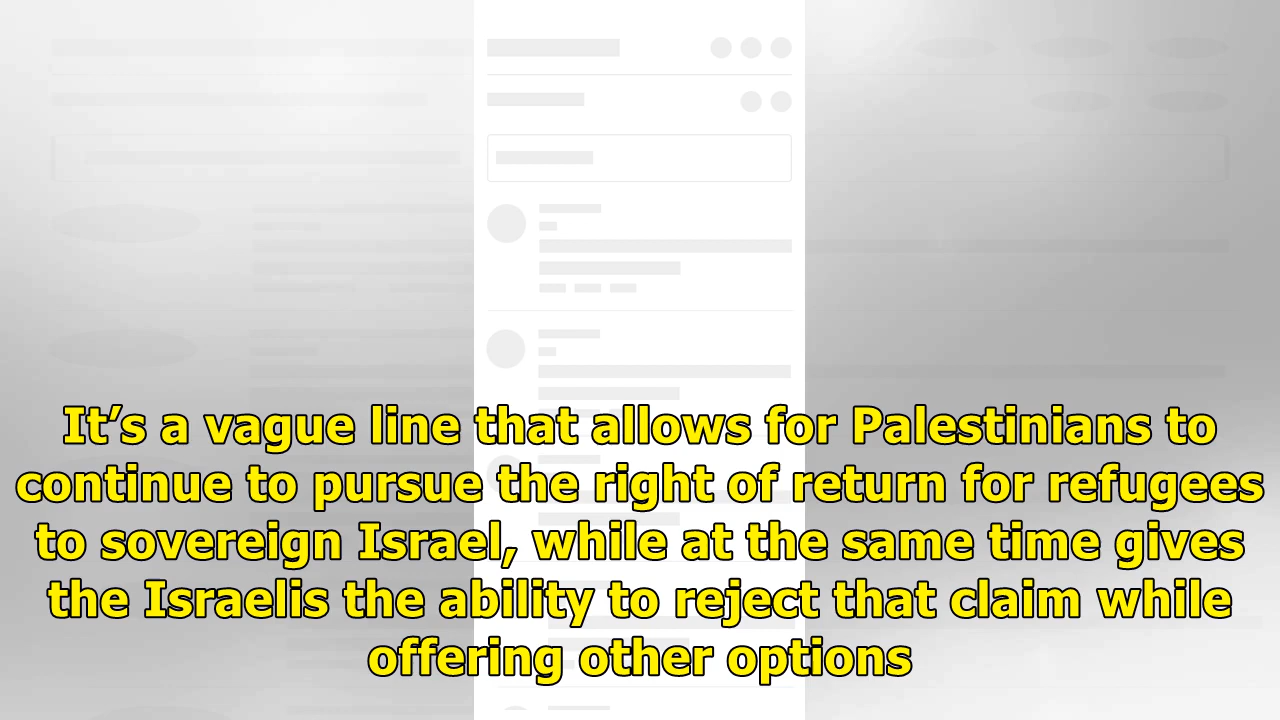 It’s a vague line that allows for Palestinians to
continue to pursue the right of return for refugees
to sovereign Israel, while at the same time gives
the Israelis the ability to reject that claim while
offering other options